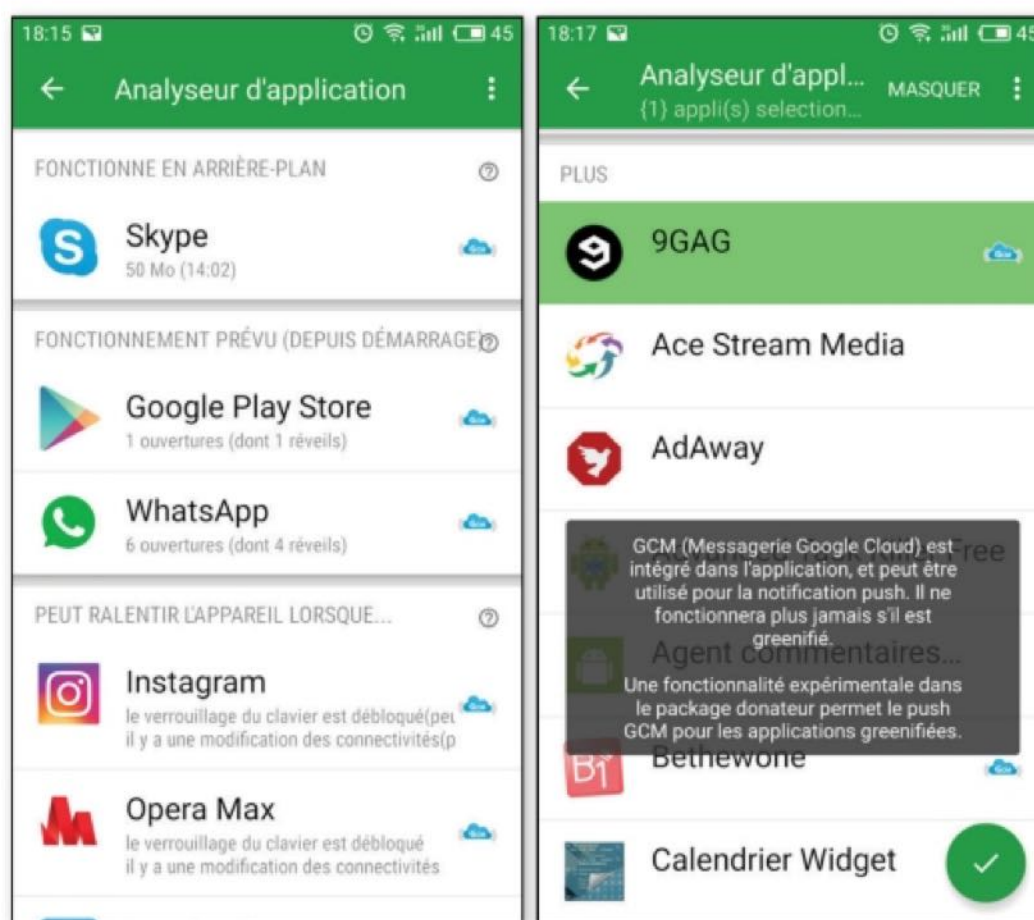 18:15
45
Analyseur d'application
FONCTIONNE EN ARRIÈRE-PLAN
Skype
50 Mo (14:02)
FONCTIONNEMENT PRÉVU (DEPUIS DÉMARRAGE)
Google Play Store
1 ouvertures (dont 1 réveils)
WhatsApp
6 ouvertures (dont 4 réveils)
PEUT RALENTIR L'APPAREIL LORSQUE...
Instagram
le verrouillage du clavier est débloqué(peu
il y a une modification des connectivités(p
Opera Max
le verrouillage du clavier est débloqué
il y a une modification des connectivités
18:17
45
Analyseur d'appl...
{1} appli(s) selection...
MASQUER
PLUS
9GAG
Ace Stream Media
AdAway
GCM (Messagerie Google Cloud) est
intégré dans l'application, et peut être
utilisé pour la notification push. Il ne
fonctionnera plus jamais s'il est
greenifié.
Une fonctionnalité expérimentale dans
le package donateur permet le push
GCM pour les applications greenifiées.
Free
Agent commentaires...
Bethewone
Calendrier Widget